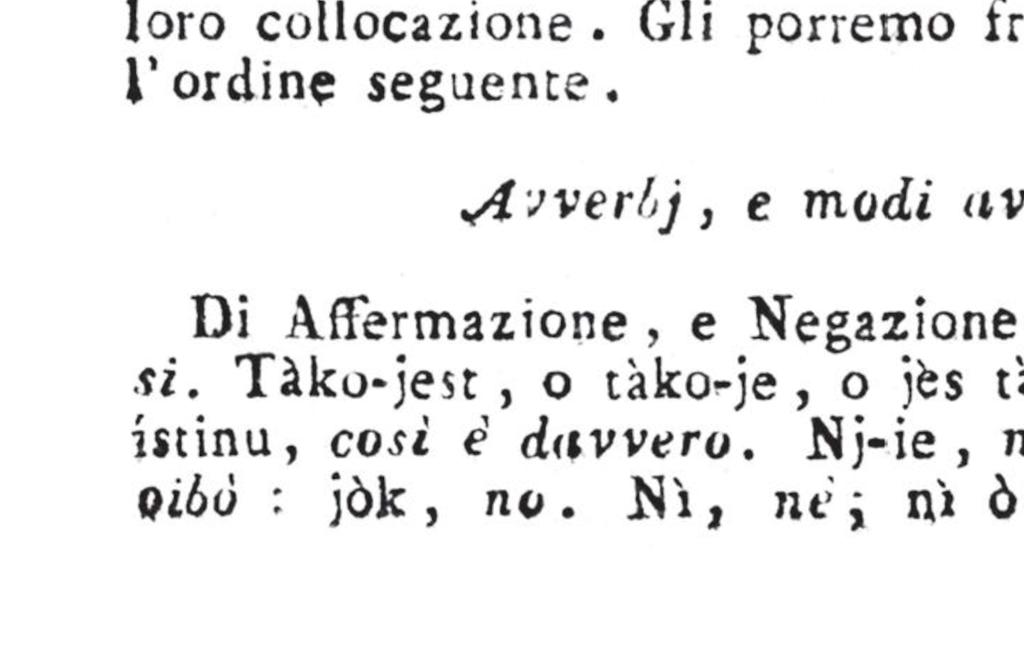 loro collocazione. Gli porremo fr
l'ordine seguente.
Avverbj, e modi av
Di Affermazione, e Negazione
si. Tàko-jest, o tàko-je, o jès tà
ístinu, così è davvero. Nj-ie, n
oibò: jòk, no. Nì, nè; nì ò